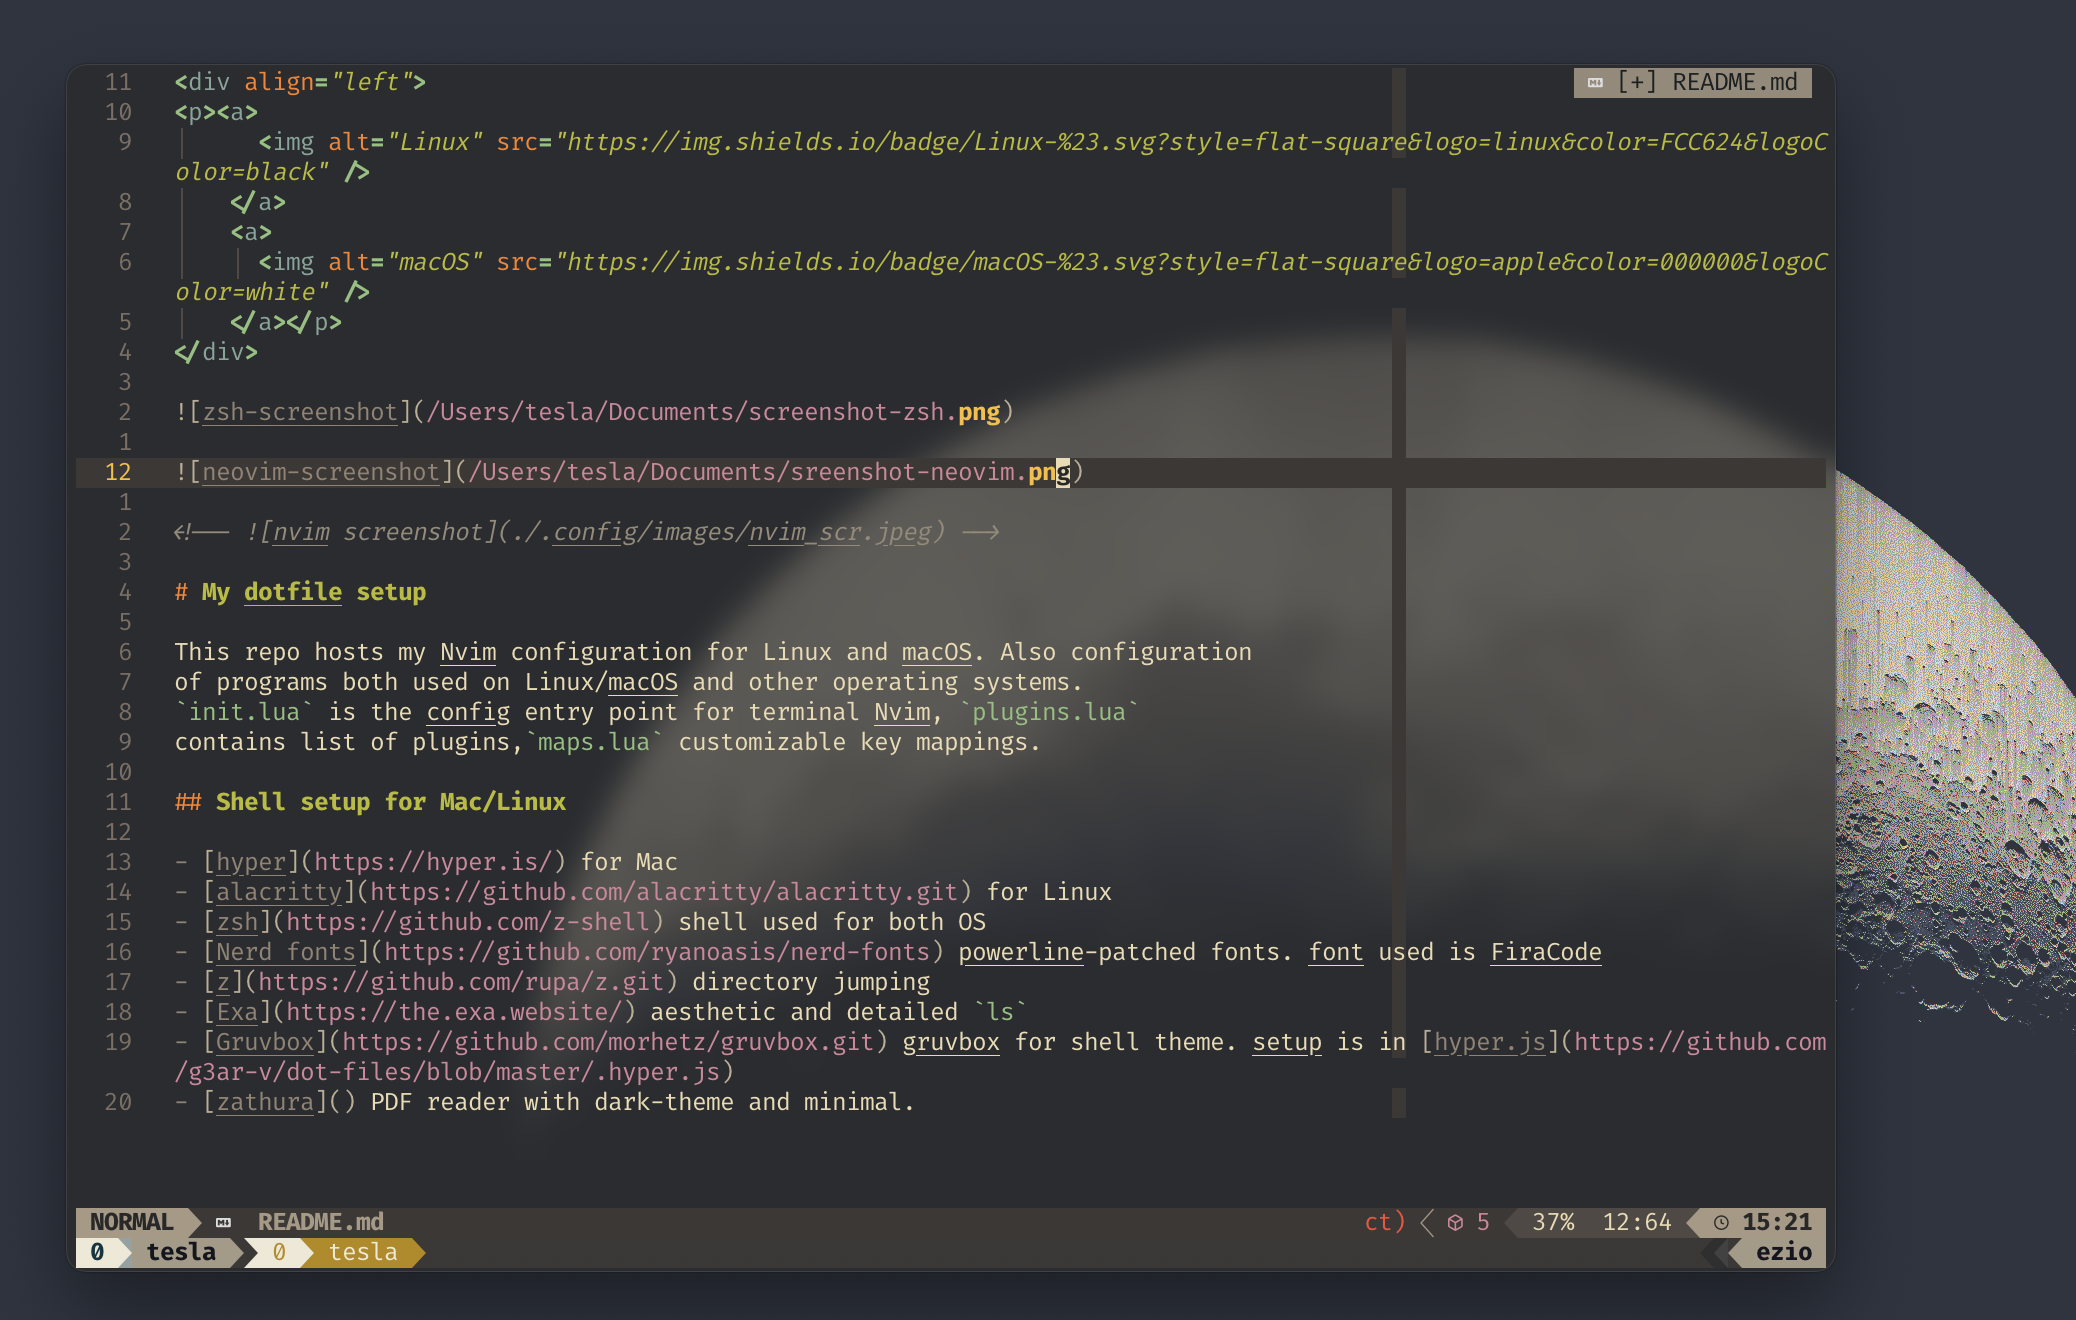 11 <div align="left"> [+] README.md
10 <p><a>
9 <img alt="Linux" src="https://img.shields.io/badge/Linux-%23.svg?style=flat-square&logo=linux&color=FCC624&logoC
olor=black" />
8 </a>
7 <a>
6 <img alt="macOS" src="https://img.shields.io/badge/macOS-%23.svg?style=flat-square&logo=apple&color=000000&logoC
olor=white" />
5 </a></p>
4 </div>
3
2 ![zsh-screenshot](/Users/tesla/Documents/screenshot-zsh.png)
1
12 ![neovim-screenshot](/Users/tesla/Documents/sreenshot-neovim.png)
1
2 <!-- ![nvim screenshot](./.config/images/nvim_scr.jpeg) -->
3
4 # My dotfile setup
5
6 This repo hosts my Nvim configuration for Linux and macOS. Also configuration
7 of programs both used on Linux/macOS and other operating systems.
8 `init.lua` is the config entry point for terminal Nvim, `plugins.lua`
9 contains list of plugins,`maps.lua` customizable key mappings.
10
11 ## Shell setup for Mac/Linux
12
13 - [hyper](https://hyper.is/) for Mac
14 - [alacritty](https://github.com/alacritty/alacritty.git) for Linux
15 - [zsh](https://github.com/z-shell) shell used for both OS
16 - [Nerd fonts](https://github.com/ryanoasis/nerd-fonts) powerline-patched fonts. font used is FiraCode
17 - [z](https://github.com/rupa/z.git) directory jumping
18 - [Exa](https://the.exa.website/) aesthetic and detailed `ls`
19 - [Gruvbox](https://github.com/morhetz/gruvbox.git) gruvbox for shell theme. setup is in [hyper.js](https://github.com
/g3ar-v/dot-files/blob/master/.hyper.js)
20 - [zathura]() PDF reader with dark-theme and minimal.
NORMAL README.md ct) 5 37% 12:64 15:21
0 tesla 0 tesla ezio